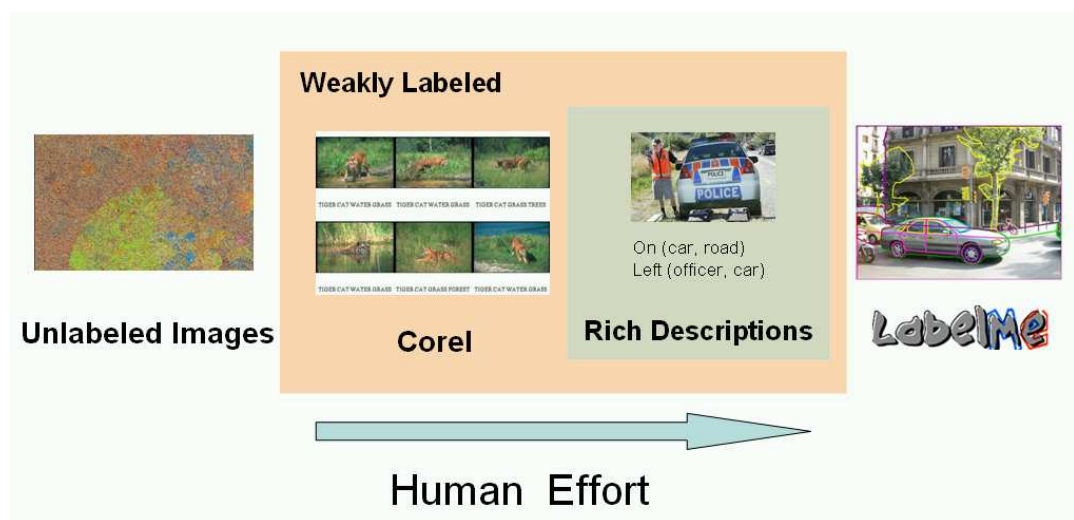 Weakly Labeled
TIGER CAT WATER GRASS TIGER CAT WATER GRASS TIGER CAT GRASS TREES
TIGER CAT WATER GRASS TIGER CAT GRASS FOREST TIGER CAT WATER GRASS
POLICE
POLICE
On (car, road)
Left (officer, car)
Unlabeled Images
Corel
Rich Descriptions
LabelMe
Human Effort